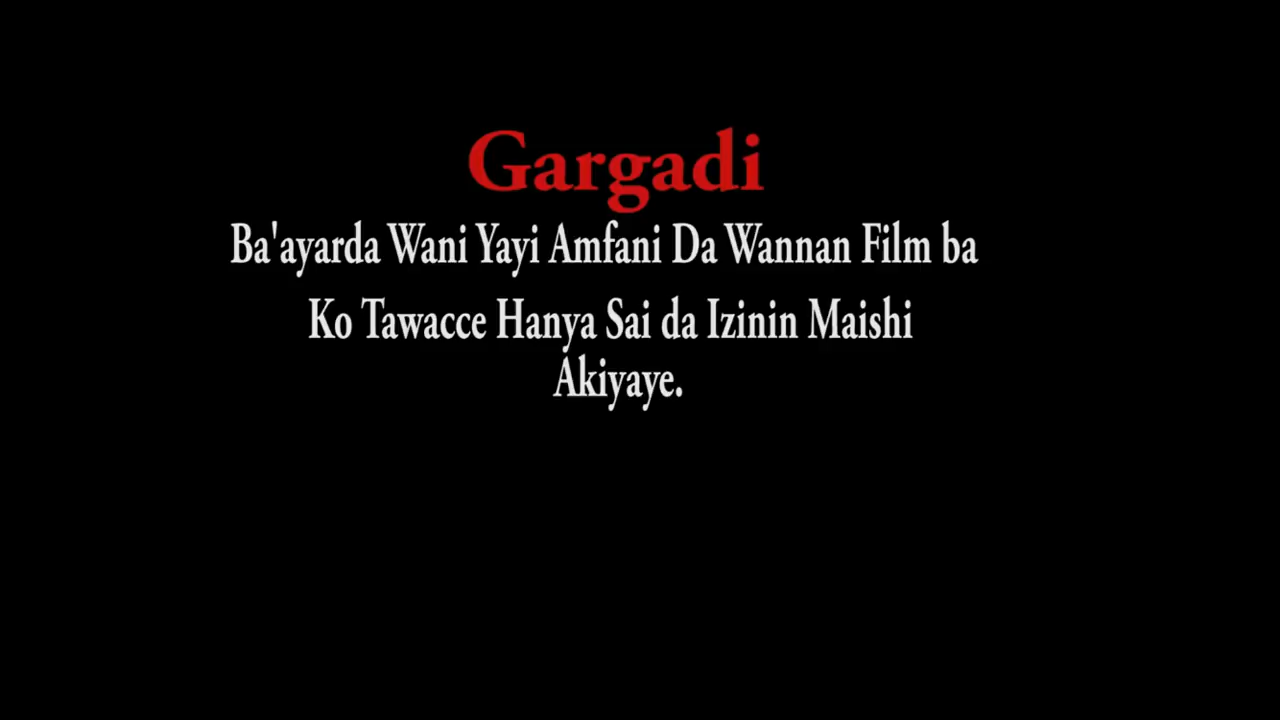 Gargadi
Ba'ayarda Wani Yayi Amfani Da Wannan Film ba
Ko Tawacce Hanya Sai da Izinin Maishi
Akiyaye.